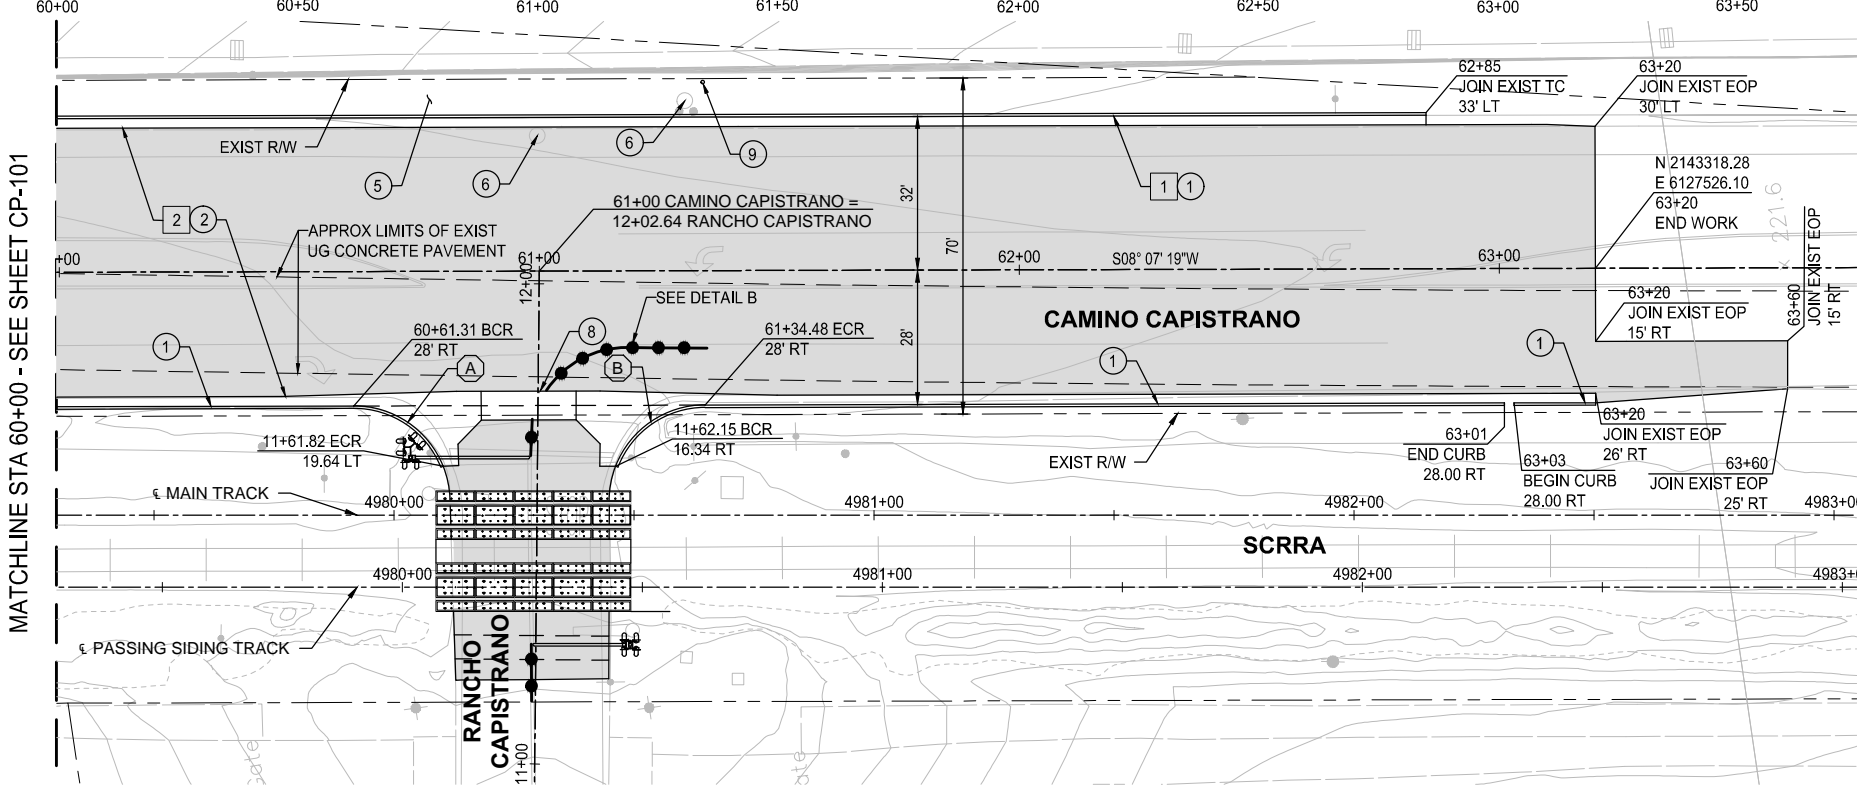 60+00
60+50
61+00
61+50
62+00
62+50
63+00
63+50
MATCHLINE STA 60+00 - SEE SHEET CP-101
62+85
JOIN EXIST TC
33' LT
63+20
JOIN EXIST EOP
30' LT
EXIST R/W
5
6
6
9
1
1
2
2
32'
70'
28'
N 2143318.28
E 6127526.10
63+20
END WORK
221.6
61+00 CAMINO CAPISTRANO =
12+02.64 RANCHO CAPISTRANO
APPROX LIMITS OF EXIST
UG CONCRETE PAVEMENT
+00
61+00
12+00
62+00
S08° 07' 19"W
63+00
63+60
JOIN EXIST EOP
15' RT
SEE DETAIL B
CAMINO CAPISTRANO
63+20
JOIN EXIST EOP
15' RT
1
60+61.31 BCR
28' RT
8
61+34.48 ECR
28' RT
A
B
1
1
11+61.82 ECR
19.64 LT
11+62.15 BCR
16.34 RT
EXIST R/W
63+01
END CURB
28.00 RT
63+03
BEGIN CURB
28.00 RT
63+20
JOIN EXIST EOP
26' RT
63+60
JOIN EXIST EOP
25' RT
℄ MAIN TRACK
4980+00
4981+00
4982+00
4983+00
SCRRA
4980+00
4981+00
4982+00
4983+
℄ PASSING SIDING TRACK
RANCHO
CAPISTRANO
11+00
Gate
ate